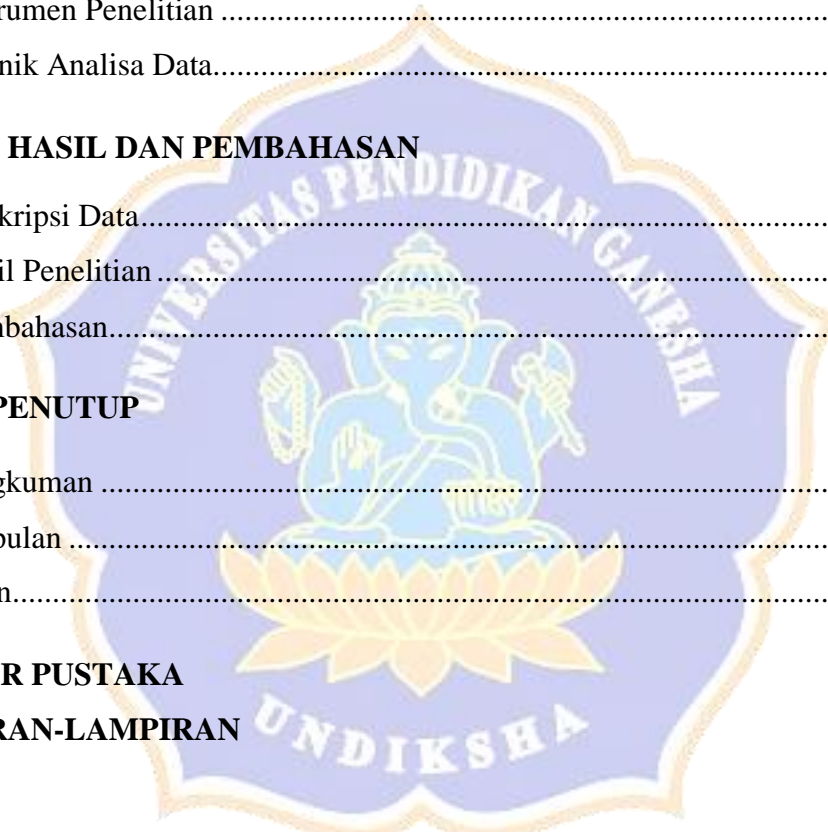 rumen Penelitian ..........................................................................................
nik Analisa Data..........................................................................................
HASIL DAN PEMBAHASAN
kripsi Data..........................................................................................
il Penelitian ..........................................................................................
nbahasan..........................................................................................
PENUTUP
gkuman ..........................................................................................
pulan ..........................................................................................
n..........................................................................................
R PUSTAKA
RAN-LAMPIRAN
UNIVERSITAS PENDIDIKAN GANESHA
UNDIKSHA